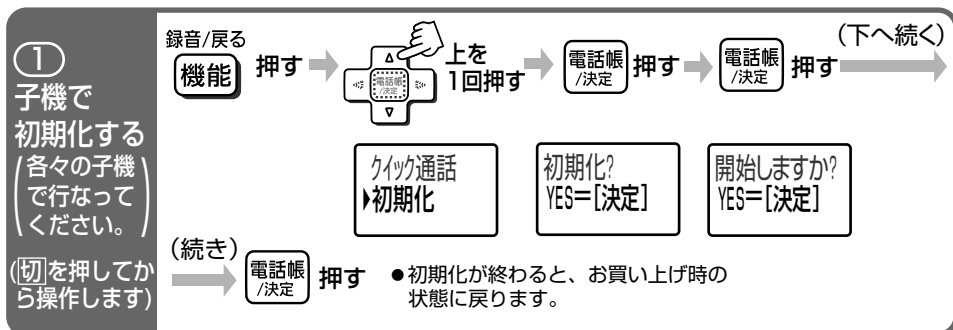 1
子機で
初期化する
(各々の子機
で行なって
ください。)
(切を押してか
ら操作します)
録音/戻る
機能 押す
電話帳
/決定
上を
1回押す
電話帳
/決定
押す
電話帳
/決定
押す
(下へ続く)
クイック通話
▶初期化
初期化?
YES=[決定]
開始しますか?
YES=[決定]
(続き)
電話帳
/決定
押す
●初期化が終わると、お買い上げ時の
状態に戻ります。